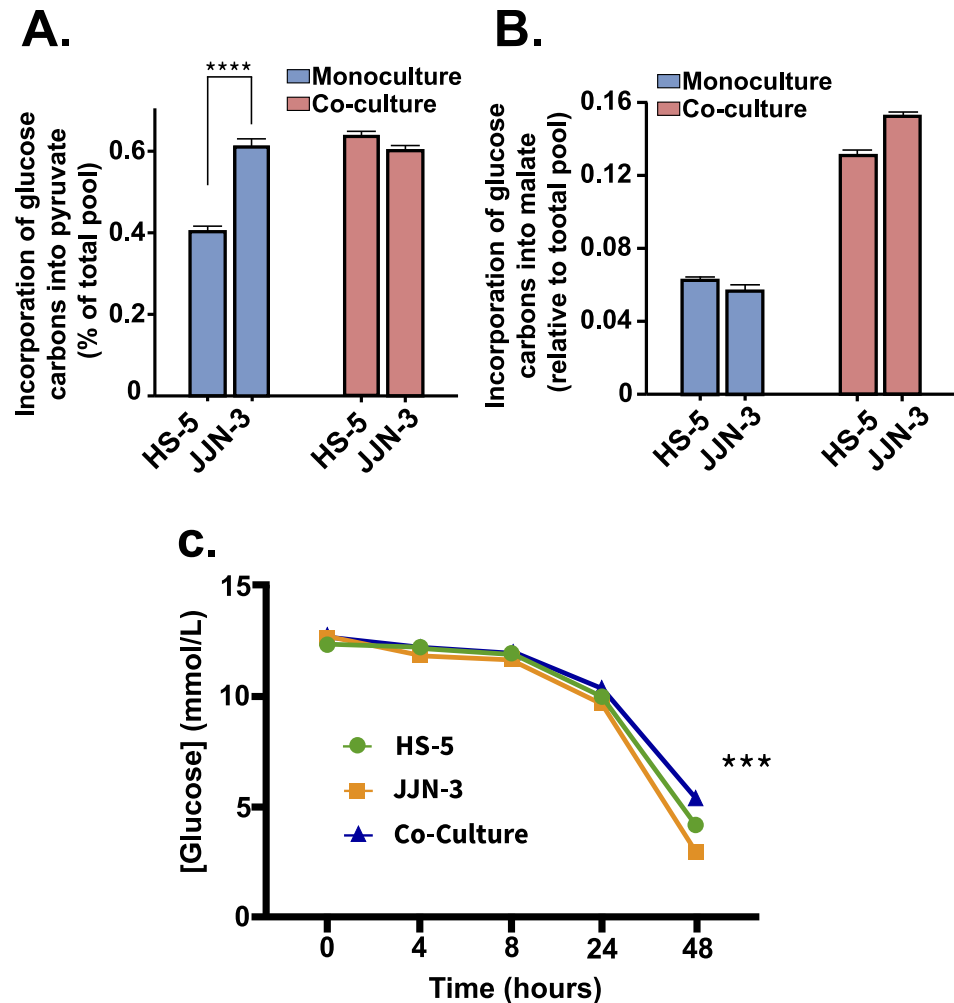 A.
****
Monoculture
Co-culture
Incorporation of glucose
carbons into pyruvate
(% of total pool)
0.6
0.4
0.2
0
HS-5
JJN-3
HS-5
JJN-3
B.
Monoculture
Co-culture
Incorporation of glucose
carbons into malate
(relative to tootal pool)
0.16
0.12
0.08
0.04
0
HS-5
JJN-3
HS-5
JJN-3
c.
[Glucose] (mmol/L)
15
10
5
0
HS-5
JJN-3
Co-Culture
***
0 4 8 24 48
Time (hours)